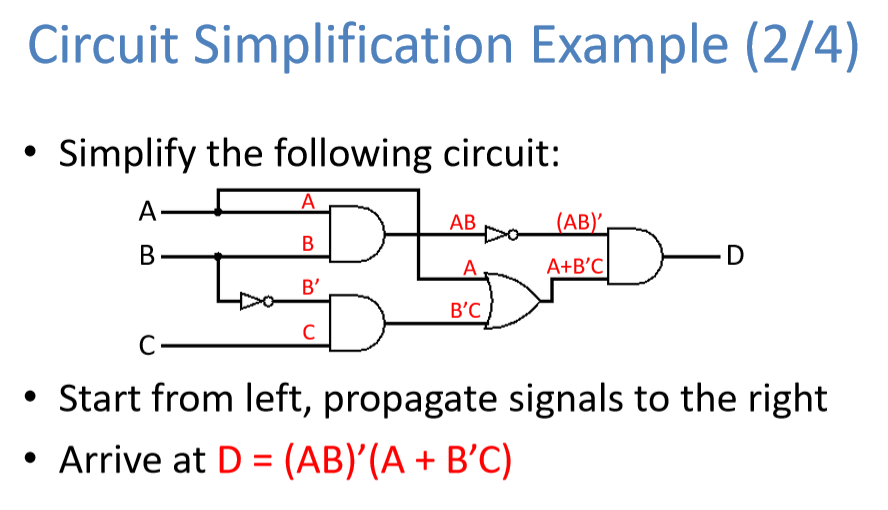 Circuit Simplification Example (2/4)
• Simplify the following circuit:
A
A
B
B
B’
C
C
AB
(AB)’
A
A+B’C
B’C
D
• Start from left, propagate signals to the right
• Arrive at D = (AB)’(A + B’C)